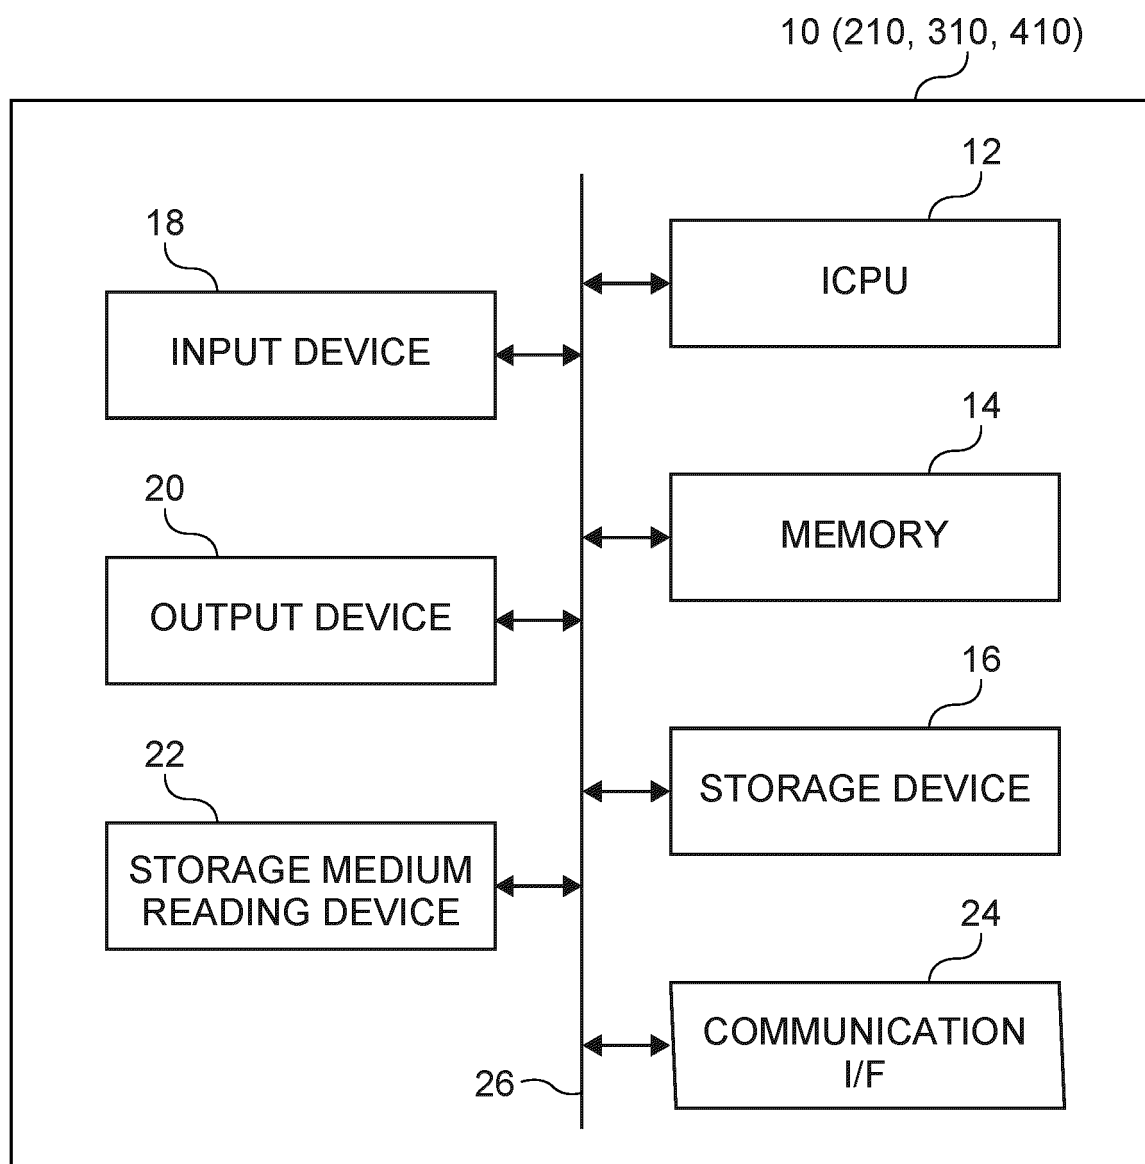 10 (210, 310, 410)
12
ICPU
18
INPUT DEVICE
14
MEMORY
20
OUTPUT DEVICE
16
STORAGE DEVICE
22
STORAGE MEDIUM
READING DEVICE
24
COMMUNICATION
I/F
26